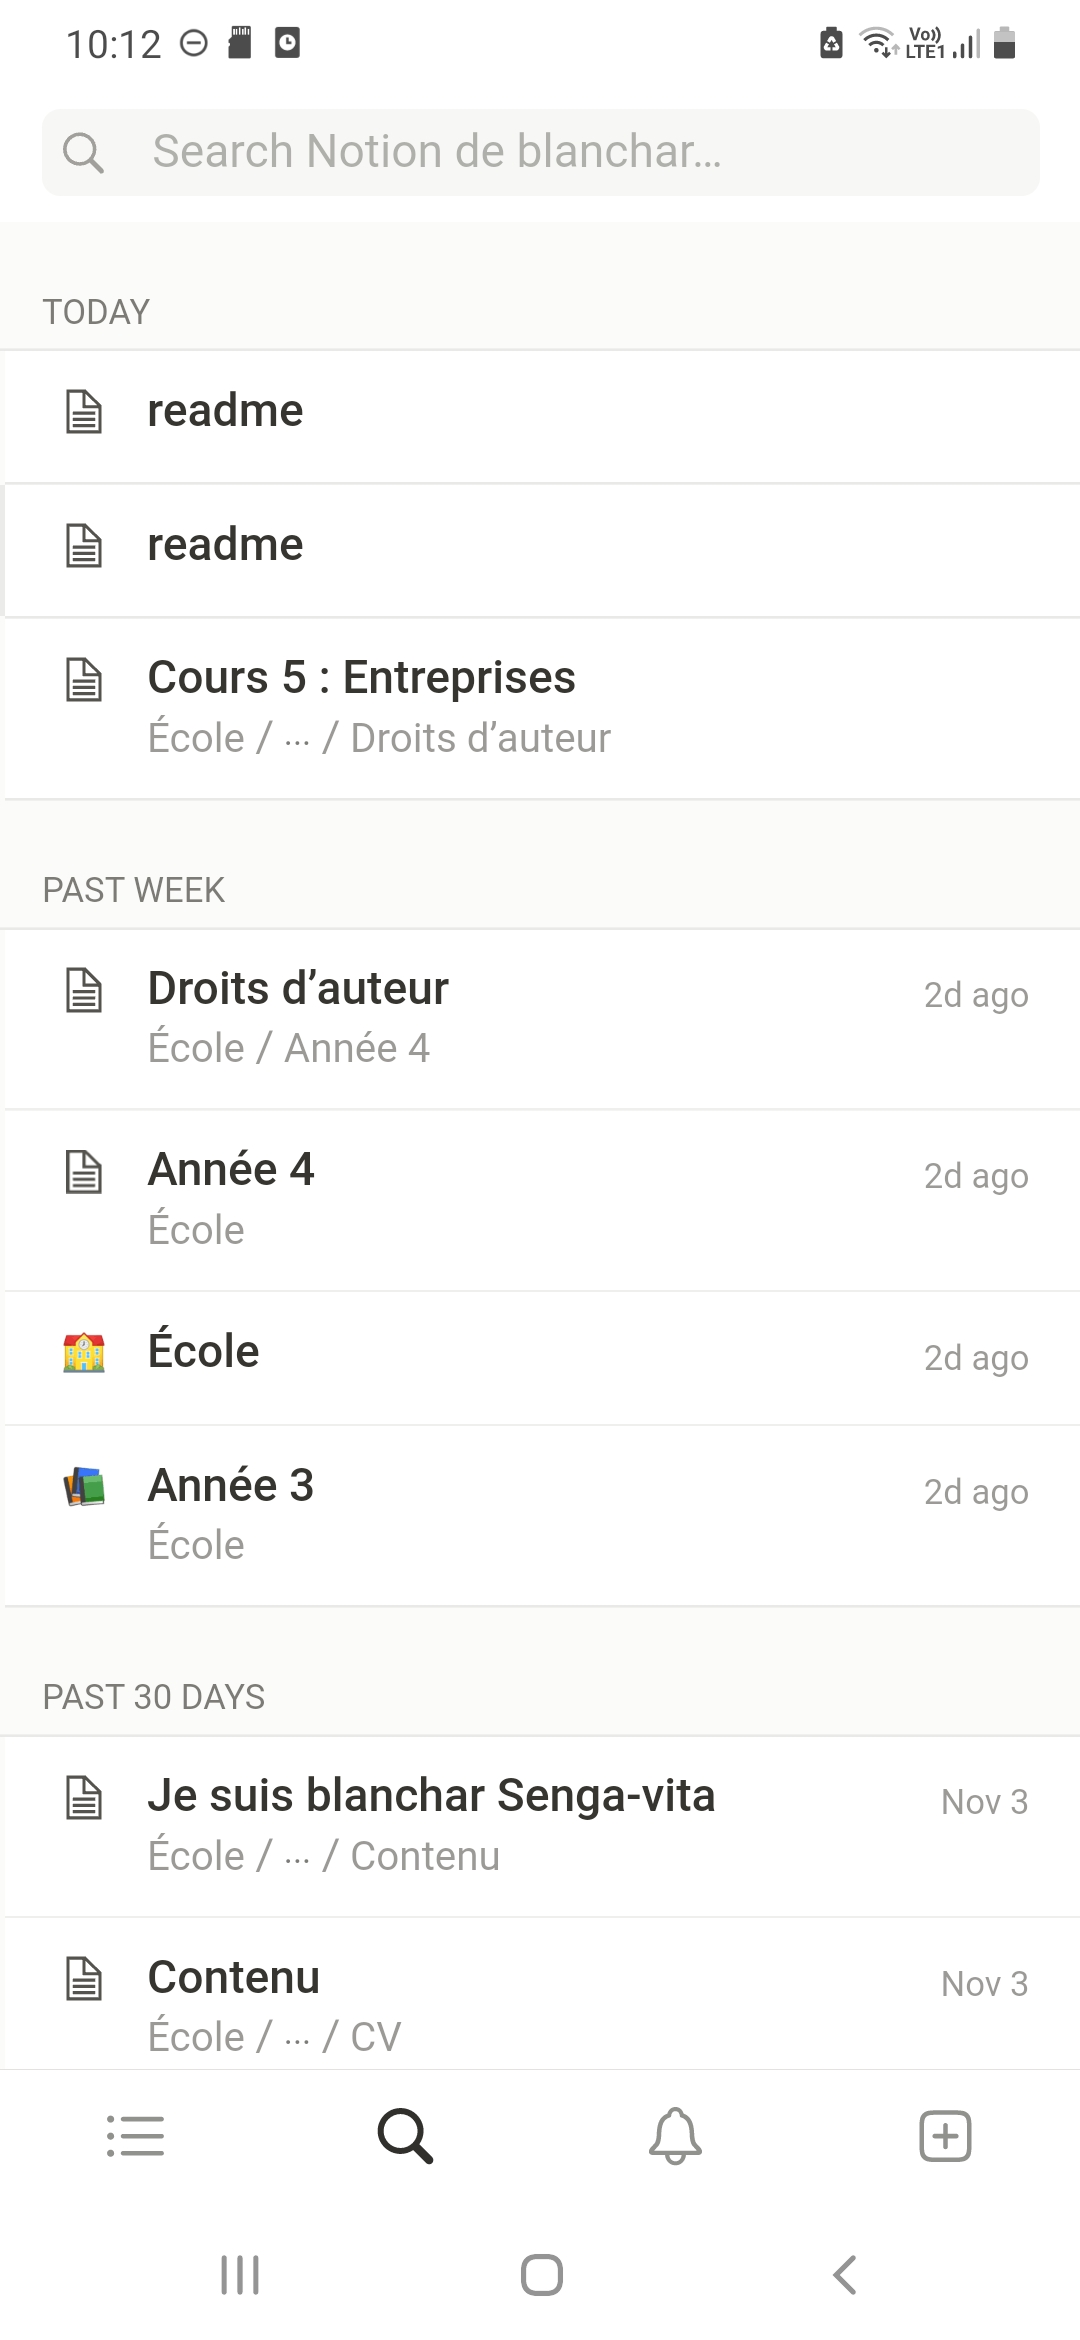 10:12
Vo))
LTE1
Search Notion de blanchar...
TODAY
readme
readme
Cours 5 : Entreprises
École / ... / Droits d’auteur
PAST WEEK
Droits d’auteur
2d ago
École / Année 4
Année 4
2d ago
École
École
2d ago
Année 3
2d ago
École
PAST 30 DAYS
Je suis blanchar Senga-vita
Nov 3
École / ... / Contenu
Contenu
Nov 3
École / ... / CV